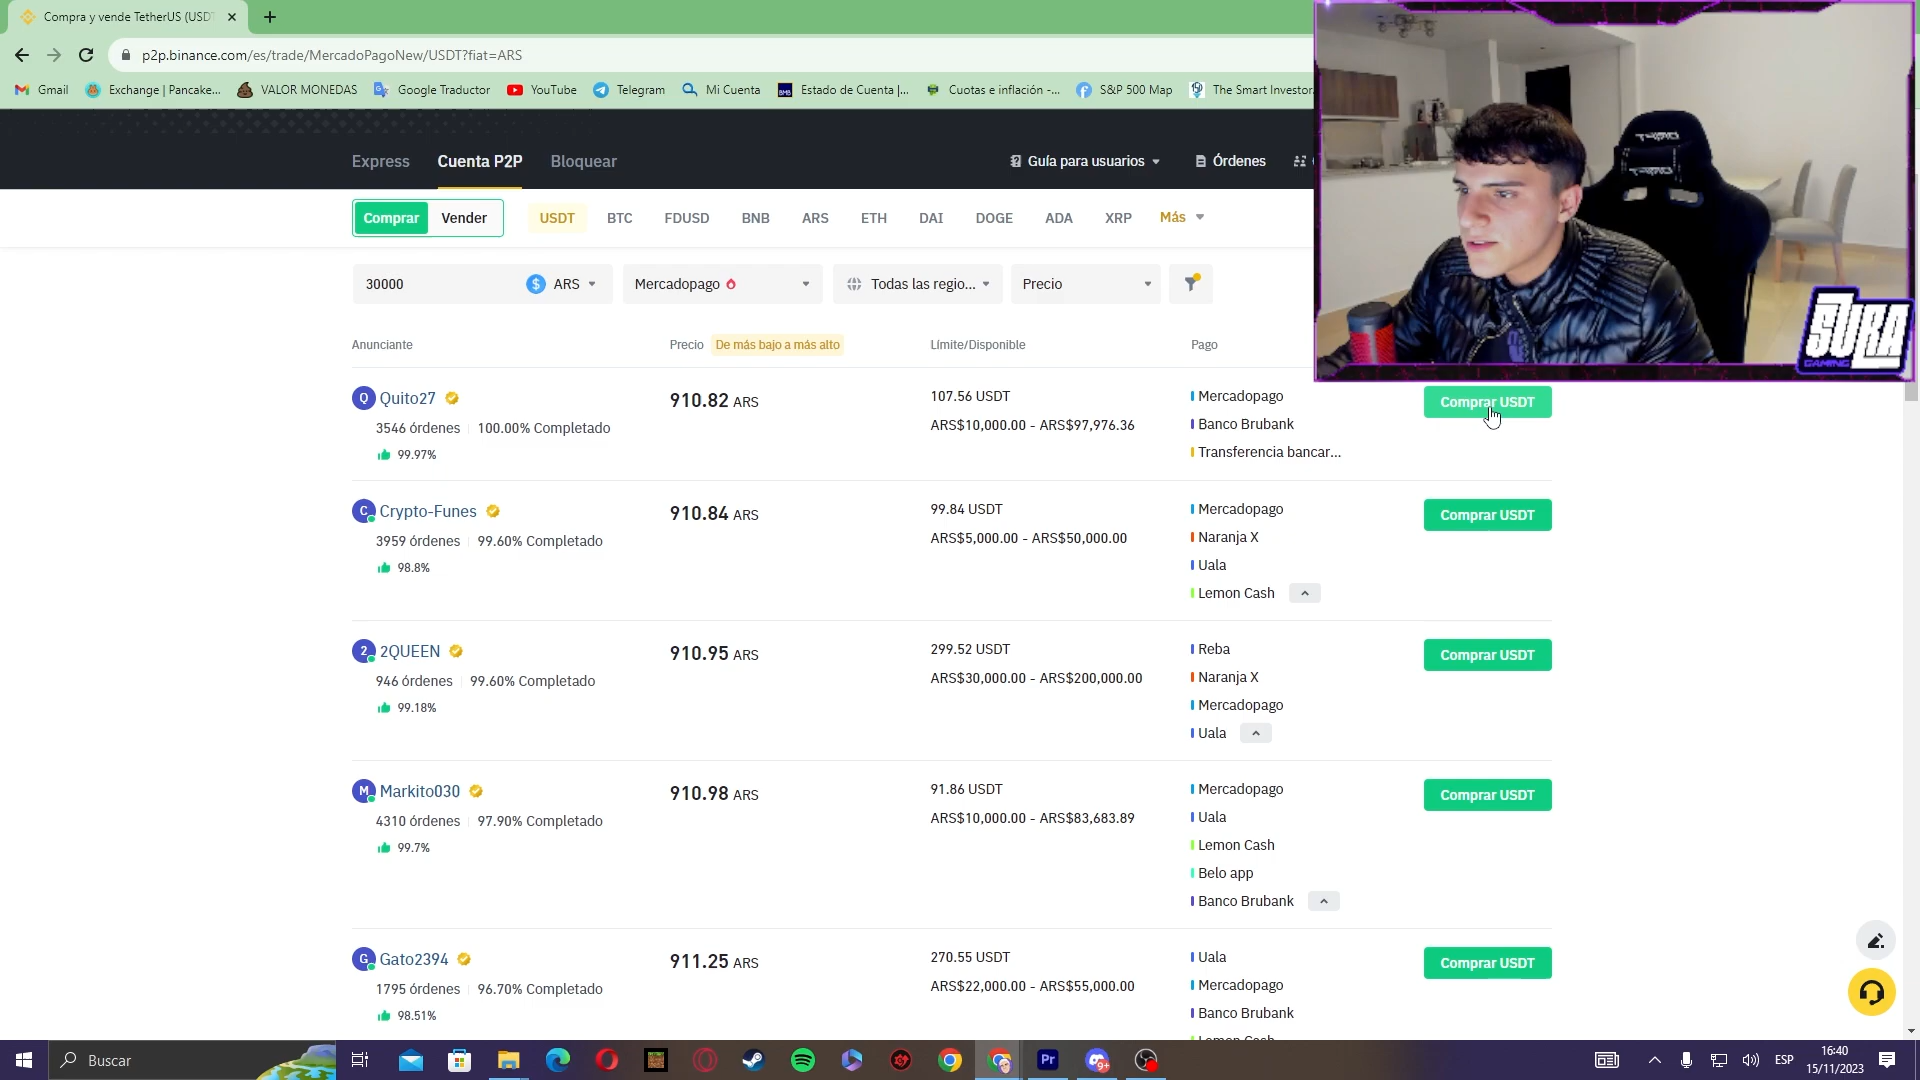 Compra y vende TetherUS (USDT
p2p.binance.com/es/trade/MercadoPagoNew/USDT?fiat=ARS
Gmail
Exchange | Pancake...
VALOR MONEDAS
Google Traductor
YouTube
Telegram
Mi Cuenta
Estado de Cuenta |...
Cuotas e inflación -...
S&P 500 Map
The Smart Investor
Express
Cuenta P2P
Bloquear
Guía para usuarios
Órdenes
Comprar
Vender
USDT
BTC
FDUSD
BNB
ARS
ETH
DAI
DOGE
ADA
XRP
Más
30000
$ ARS
Mercadopago
Todas las regio...
Precio
Anunciante
Precio De más bajo a más alto
Límite/Disponible
Pago
Q Quito27
3546 órdenes | 100.00% Completado
99.97%
910.82 ARS
107.56 USDT
ARS$10,000.00 - ARS$97,976.36
Mercadopago
Banco Brubank
Transferencia bancar...
Comprar USDT
C Crypto-Funes
3959 órdenes | 99.60% Completado
98.8%
910.84 ARS
99.84 USDT
ARS$5,000.00 - ARS$50,000.00
Mercadopago
Naranja X
Uala
Lemon Cash
Comprar USDT
2 2QUEEN
946 órdenes | 99.60% Completado
99.18%
910.95 ARS
299.52 USDT
ARS$30,000.00 - ARS$200,000.00
Reba
Naranja X
Mercadopago
Uala
Comprar USDT
M Markito030
4310 órdenes | 97.90% Completado
99.7%
910.98 ARS
91.86 USDT
ARS$10,000.00 - ARS$83,683.89
Mercadopago
Uala
Lemon Cash
Belo app
Banco Brubank
Comprar USDT
G Gato2394
1795 órdenes | 96.70% Completado
98.51%
911.25 ARS
270.55 USDT
ARS$22,000.00 - ARS$55,000.00
Uala
Mercadopago
Banco Brubank
Lemon Cash
Comprar USDT
SURA
GAMING
Buscar
Pr
9+
ESP
16:40
15/11/2023